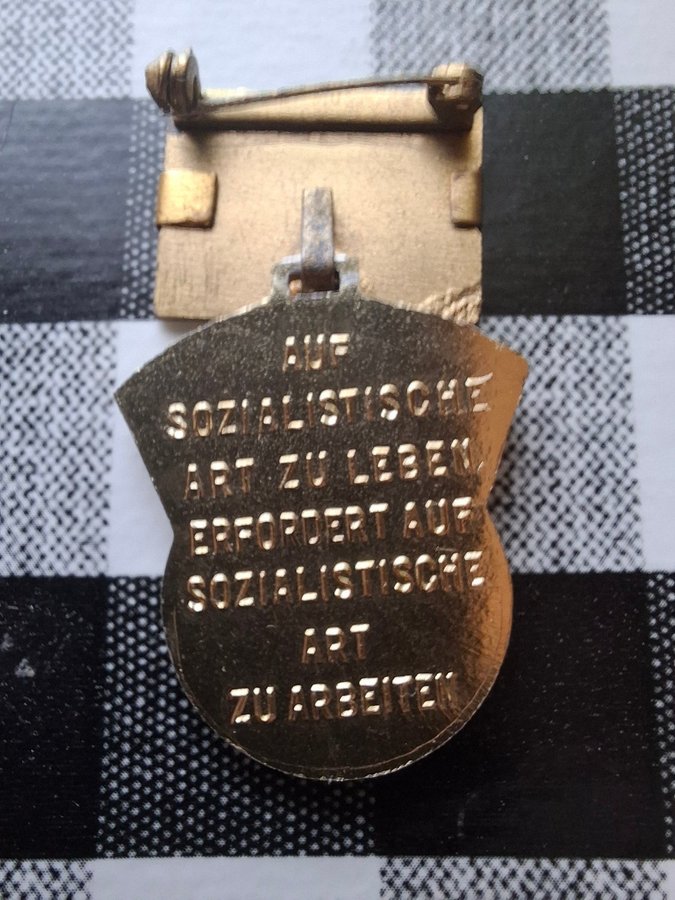 AUF
SOZIALISTISCHE
ART ZU LEBEN,
ERFORDERT AUF
SOZIALISTISCHE
ART
ZU ARBEITEN